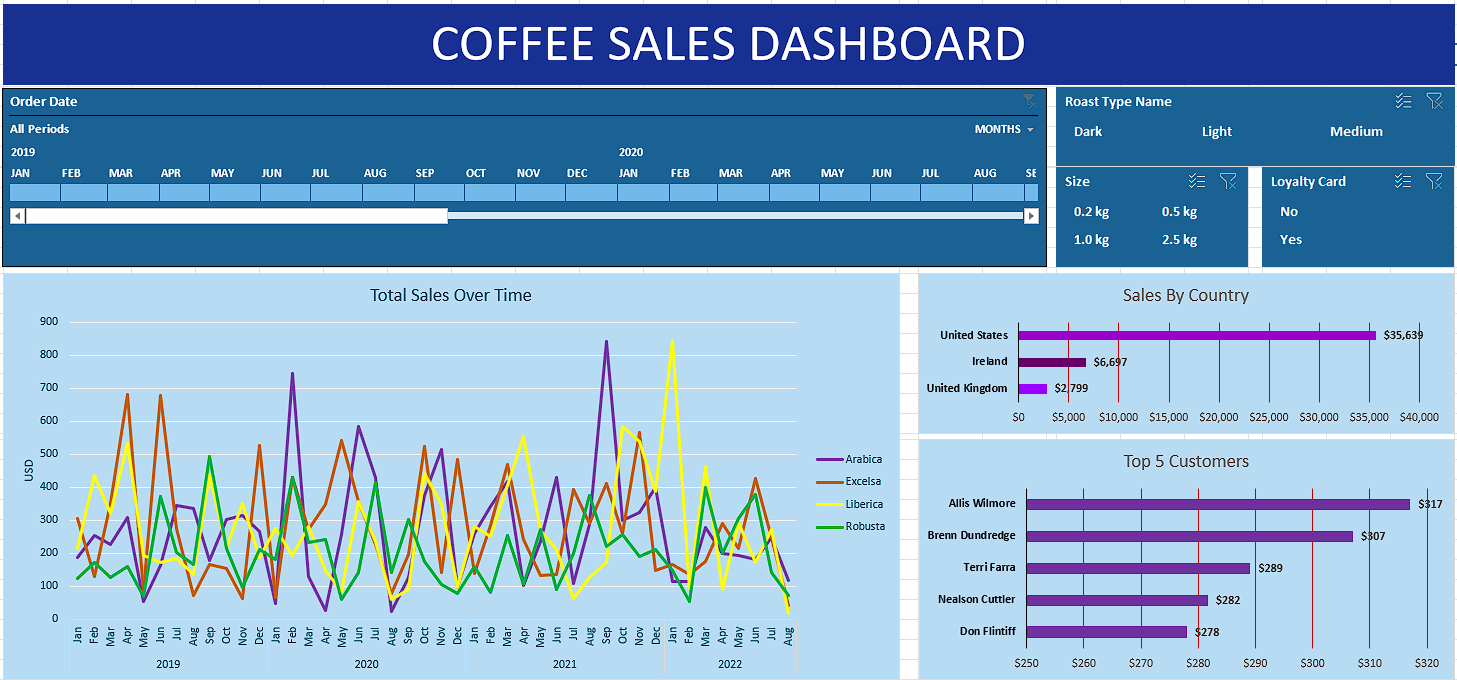 COFFEE SALES DASHBOARD
Order Date
All Periods MONTHS
2019 2020
JAN FEB MAR APR MAY JUN JUL AUG SEP OCT NOV DEC JAN FEB MAR APR MAY JUN JUL AUG SE
Roast Type Name
Dark Light Medium
Size
0.2 kg 0.5 kg
1.0 kg 2.5 kg
Loyalty Card
No
Yes
Total Sales Over Time
900
800
700
600
500
400
300
200
100
0
USD
Jan Feb Mar Apr May Jun Jul Aug Sep Oct Nov Dec Jan Feb Mar Apr May Jun Jul Aug Sep Oct Nov Dec Jan Feb Mar Apr May Jun Jul Aug Sep Oct Nov Dec Jan Feb Mar Apr May Jun Jul Aug
2019 2020 2021 2022
Arabica
Excelsa
Liberica
Robusta
Sales By Country
United States $35,639
Ireland $6,697
United Kingdom $2,799
$0 $5,000 $10,000 $15,000 $20,000 $25,000 $30,000 $35,000 $40,000
Top 5 Customers
Allis Wilmore $317
Brenn Dundredge $307
Terri Farra $289
Nealson Cuttler $282
Don Flintiff $278
$250 $260 $270 $280 $290 $300 $310 $320